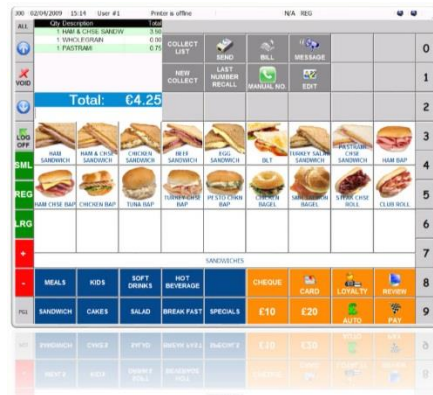 J00 02/04/2009 15:14 User #1 Printer is offline N/A REG
ALL Qty Description Total
1 HAM & CHSE SANDW 3.50
1 WHOLEGRAIN 0.00
1 PASTRAMI 0.75
COLLECT LIST
SEND
BILL
MESSAGE
0
VOID
NEW COLLECT
LAST NUMBER RECALL
MANUAL NO.
EDIT
1
Total: €4.25
2
LOG OFF
HAM SANDWICH
HAM & CHSE SANDWICH
CHICKEN SANDWICH
BEEF SANDWICH
EGG SANDWICH
BLT
TURKEY SALAD SANDWICH
PASTRAMI CHSE SANDWICH
HAM BAP
3
SML
4
REG
HAM CHSE BAP
CHICKEN BAP
TUNA BAP
TURKEY CHSE BAP
PESTO CHKN BAP
CHICKEN BAGEL
BAGEL
STEAK CHSE ROLL
CLUB ROLL
5
LRG
6
+
SANDWICHES
7
-
MEALS
KIDS
SOFT DRINKS
HOT BEVERAGE
CHEQUE
CARD
LOYALTY
REVIEW
8
PG1
SANDWICH
CAKES
SALAD
BREAK FAST
SPECIALS
£10
£20
AUTO
PAY
9